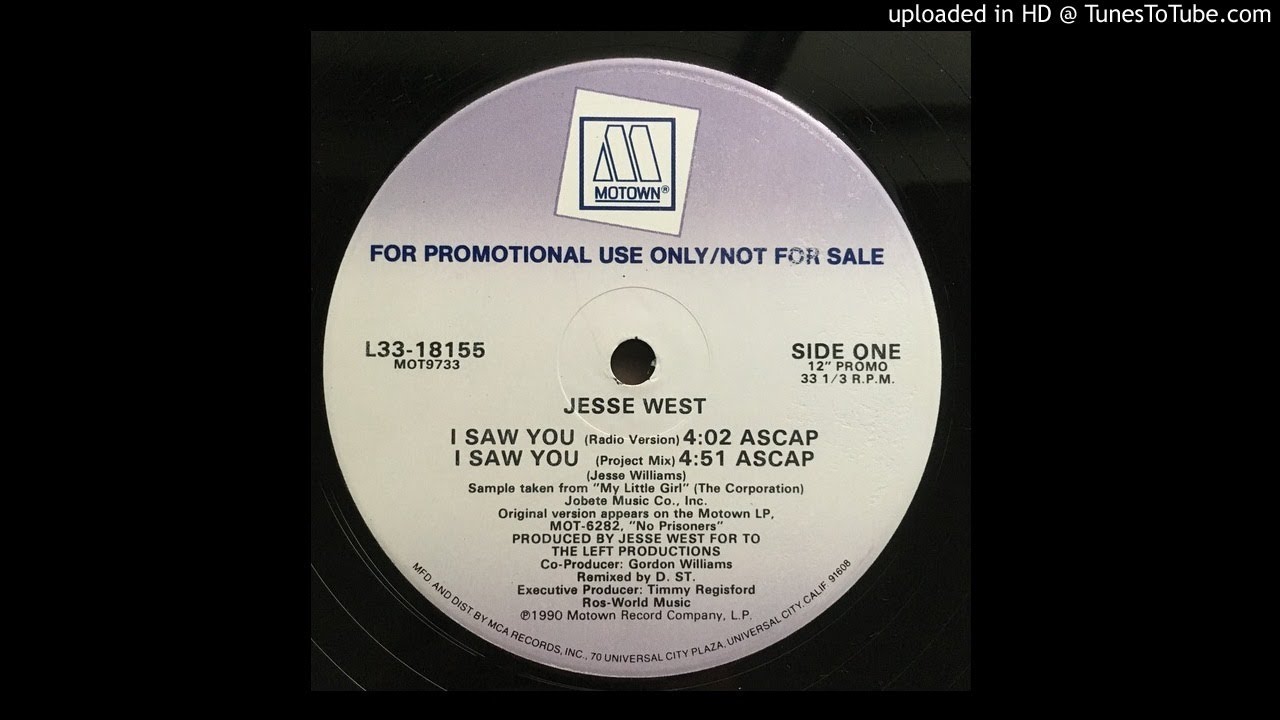 uploaded in HD @ TunesToTube.com
MOTOWN®
FOR PROMOTIONAL USE ONLY/NOT FOR SALE
L33-18155
MOT9733
SIDE ONE
12" PROMO
33 1/3 R.P.M.
JESSE WEST
I SAW YOU (Radio Version) 4:02 ASCAP
I SAW YOU (Project Mix) 4:51 ASCAP
(Jesse Williams)
Sample taken from "My Little Girl" (The Corporation)
Jobete Music Co., Inc.
Original version appears on the Motown LP,
MOT-6282, "No Prisoners"
PRODUCED BY JESSE WEST FOR TO
THE LEFT PRODUCTIONS
Co-Producer: Gordon Williams
Remixed by D. ST.
Executive Producer: Timmy Regisford
Ros-World Music
℗1990 Motown Record Company, L.P.
MFD. AND DIST BY MCA RECORDS, INC., 70 UNIVERSAL CITY PLAZA, UNIVERSAL CITY, CALIF. 91608